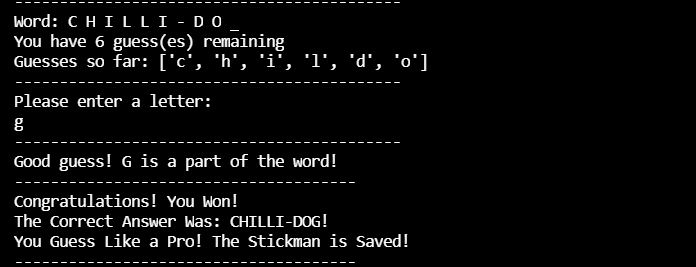 -------------------------------------------
Word: C H I L L I - D O _
You have 6 guess(es) remaining
Guesses so far: ['c', 'h', 'i', 'l', 'd', 'o']
-------------------------------------------
Please enter a letter:
g
-------------------------------------------
Good guess! G is a part of the word!
--------------------------------------
Congratulations! You Won!
The Correct Answer Was: CHILLI-DOG!
You Guess Like a Pro! The Stickman is Saved!
--------------------------------------